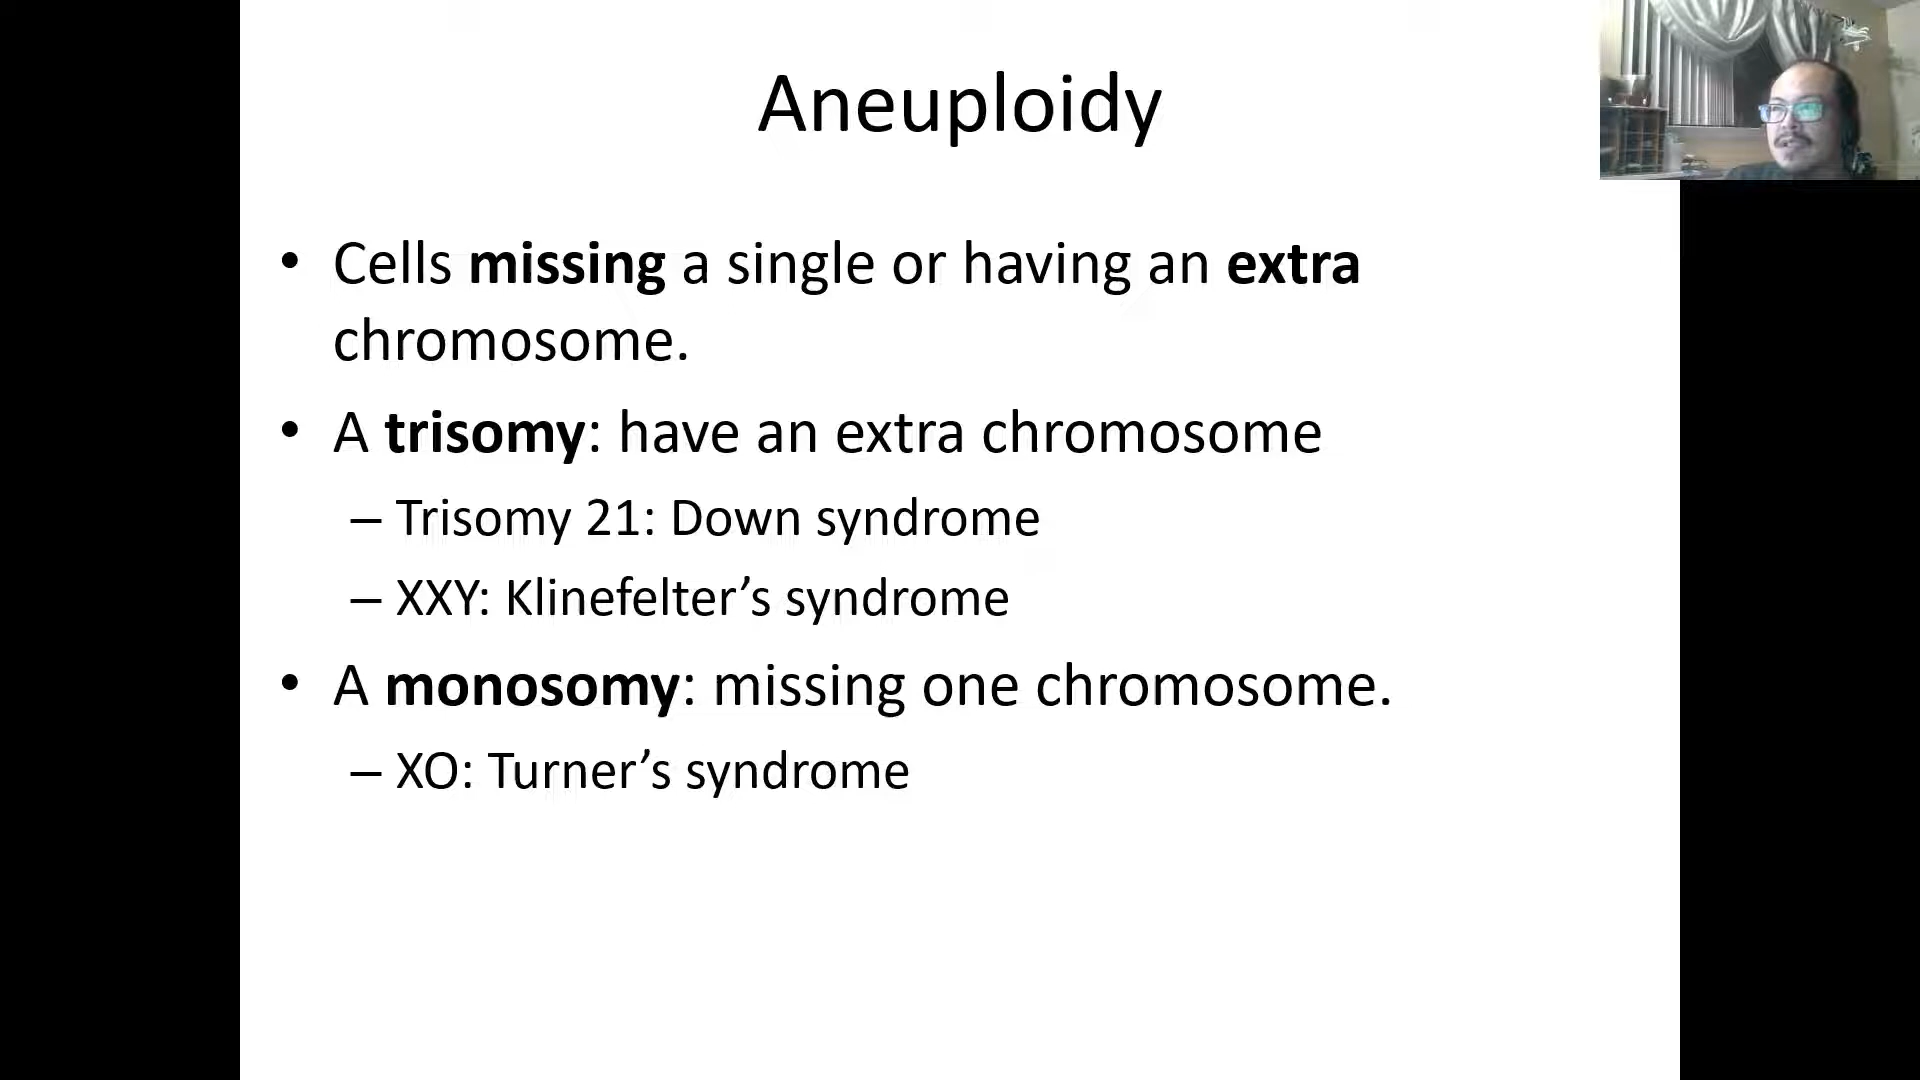 Aneuploidy
• Cells missing a single or having an extra
chromosome.
• A trisomy: have an extra chromosome
– Trisomy 21: Down syndrome
– XXY: Klinefelter’s syndrome
• A monosomy: missing one chromosome.
– XO: Turner’s syndrome